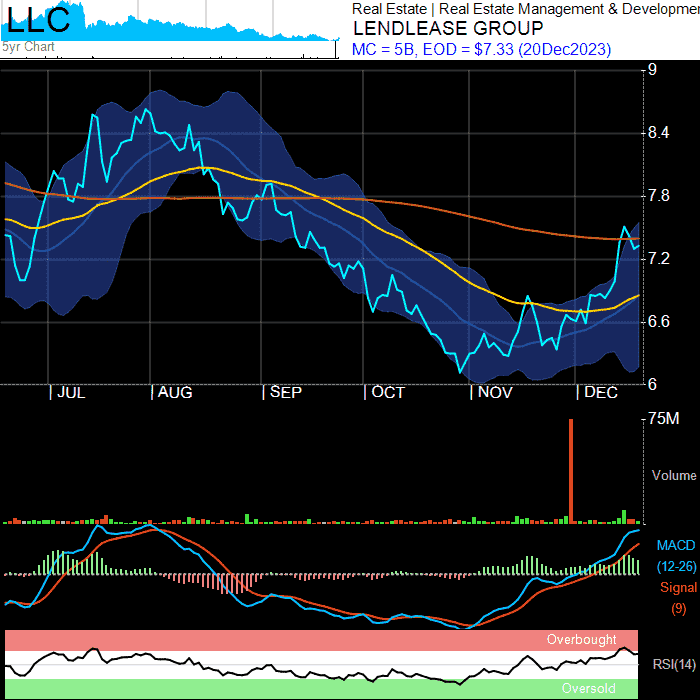 LLC
5yr Chart
Real Estate | Real Estate Management & Developmen
LENDLEASE GROUP
MC = 5B, EOD = $7.33 (20Dec2023)
9
8.4
7.8
7.2
6.6
6
JUL
AUG
SEP
OCT
NOV
DEC
75M
Volume
MACD
(12-26)
Signal
(9)
Overbought
RSI(14)
Oversold